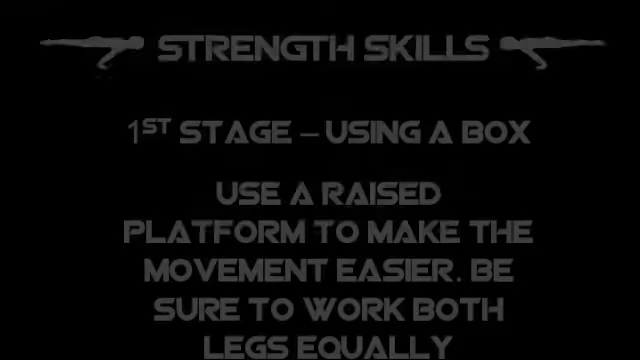 STRENGTH SKILLS
1ST STAGE – USING A BOX
USE A RAISED
PLATFORM TO MAKE THE
MOVEMENT EASIER. BE
SURE TO WORK BOTH
LEGS EQUALLY